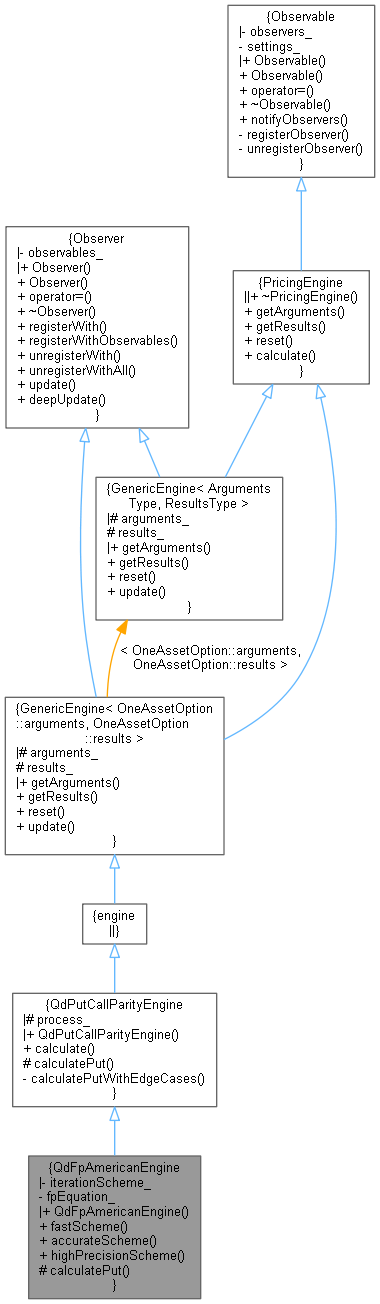 {Observable
|- observers_
- settings_
|+ Observable()
+ Observable()
+ operator=()
+ ~Observable()
+ notifyObservers()
- registerObserver()
- unregisterObserver()
}
{Observer
|- observables_
|+ Observer()
+ Observer()
+ operator=()
+ ~Observer()
+ registerWith()
+ registerWithObservables()
+ unregisterWith()
+ unregisterWithAll()
+ update()
+ deepUpdate()
}
{PricingEngine
||+ ~PricingEngine()
+ getArguments()
+ getResults()
+ reset()
+ calculate()
}
{GenericEngine< Arguments
Type, ResultsType >
|# arguments_
# results_
|+ getArguments()
+ getResults()
+ reset()
+ update()
}
< OneAssetOption::arguments,
OneAssetOption::results >
{GenericEngine< OneAssetOption
::arguments, OneAssetOption
::results >
|# arguments_
# results_
|+ getArguments()
+ getResults()
+ reset()
+ update()
}
{engine
||}
{QdPutCallParityEngine
|# process_
|+ QdPutCallParityEngine()
+ calculate()
# calculatePut()
- calculatePutWithEdgeCases()
}
{QdFpAmericanEngine
|- iterationScheme_
- fpEquation_
|+ QdFpAmericanEngine()
+ fastScheme()
+ accurateScheme()
+ highPrecisionScheme()
# calculatePut()
}